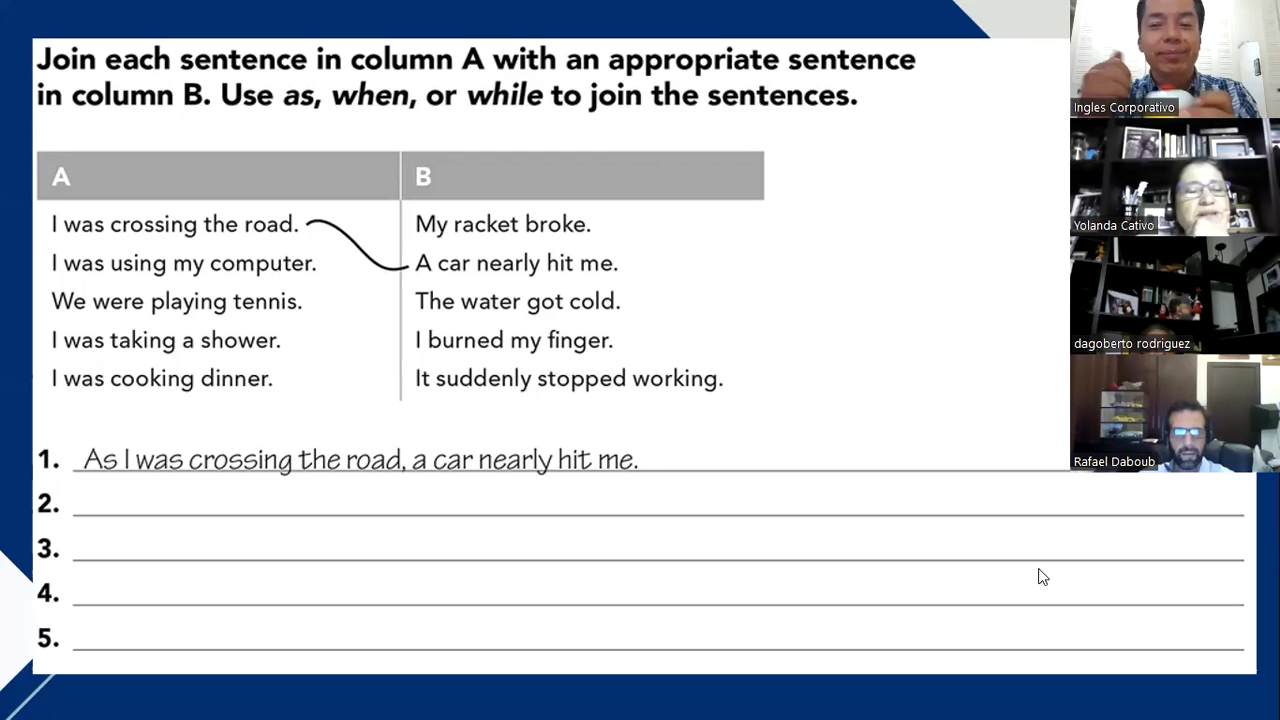 Join each sentence in column A with an appropriate sentence
in column B. Use as, when, or while to join the sentences.
A
B
I was crossing the road.
My racket broke.
I was using my computer.
A car nearly hit me.
We were playing tennis.
The water got cold.
I was taking a shower.
I burned my finger.
I was cooking dinner.
It suddenly stopped working.
1. As I was crossing the road, a car nearly hit me.
2.
3.
4.
5.
Ingles Corporativo
Yolanda Cativo
dagoberto rodriguez
Rafael Daboub